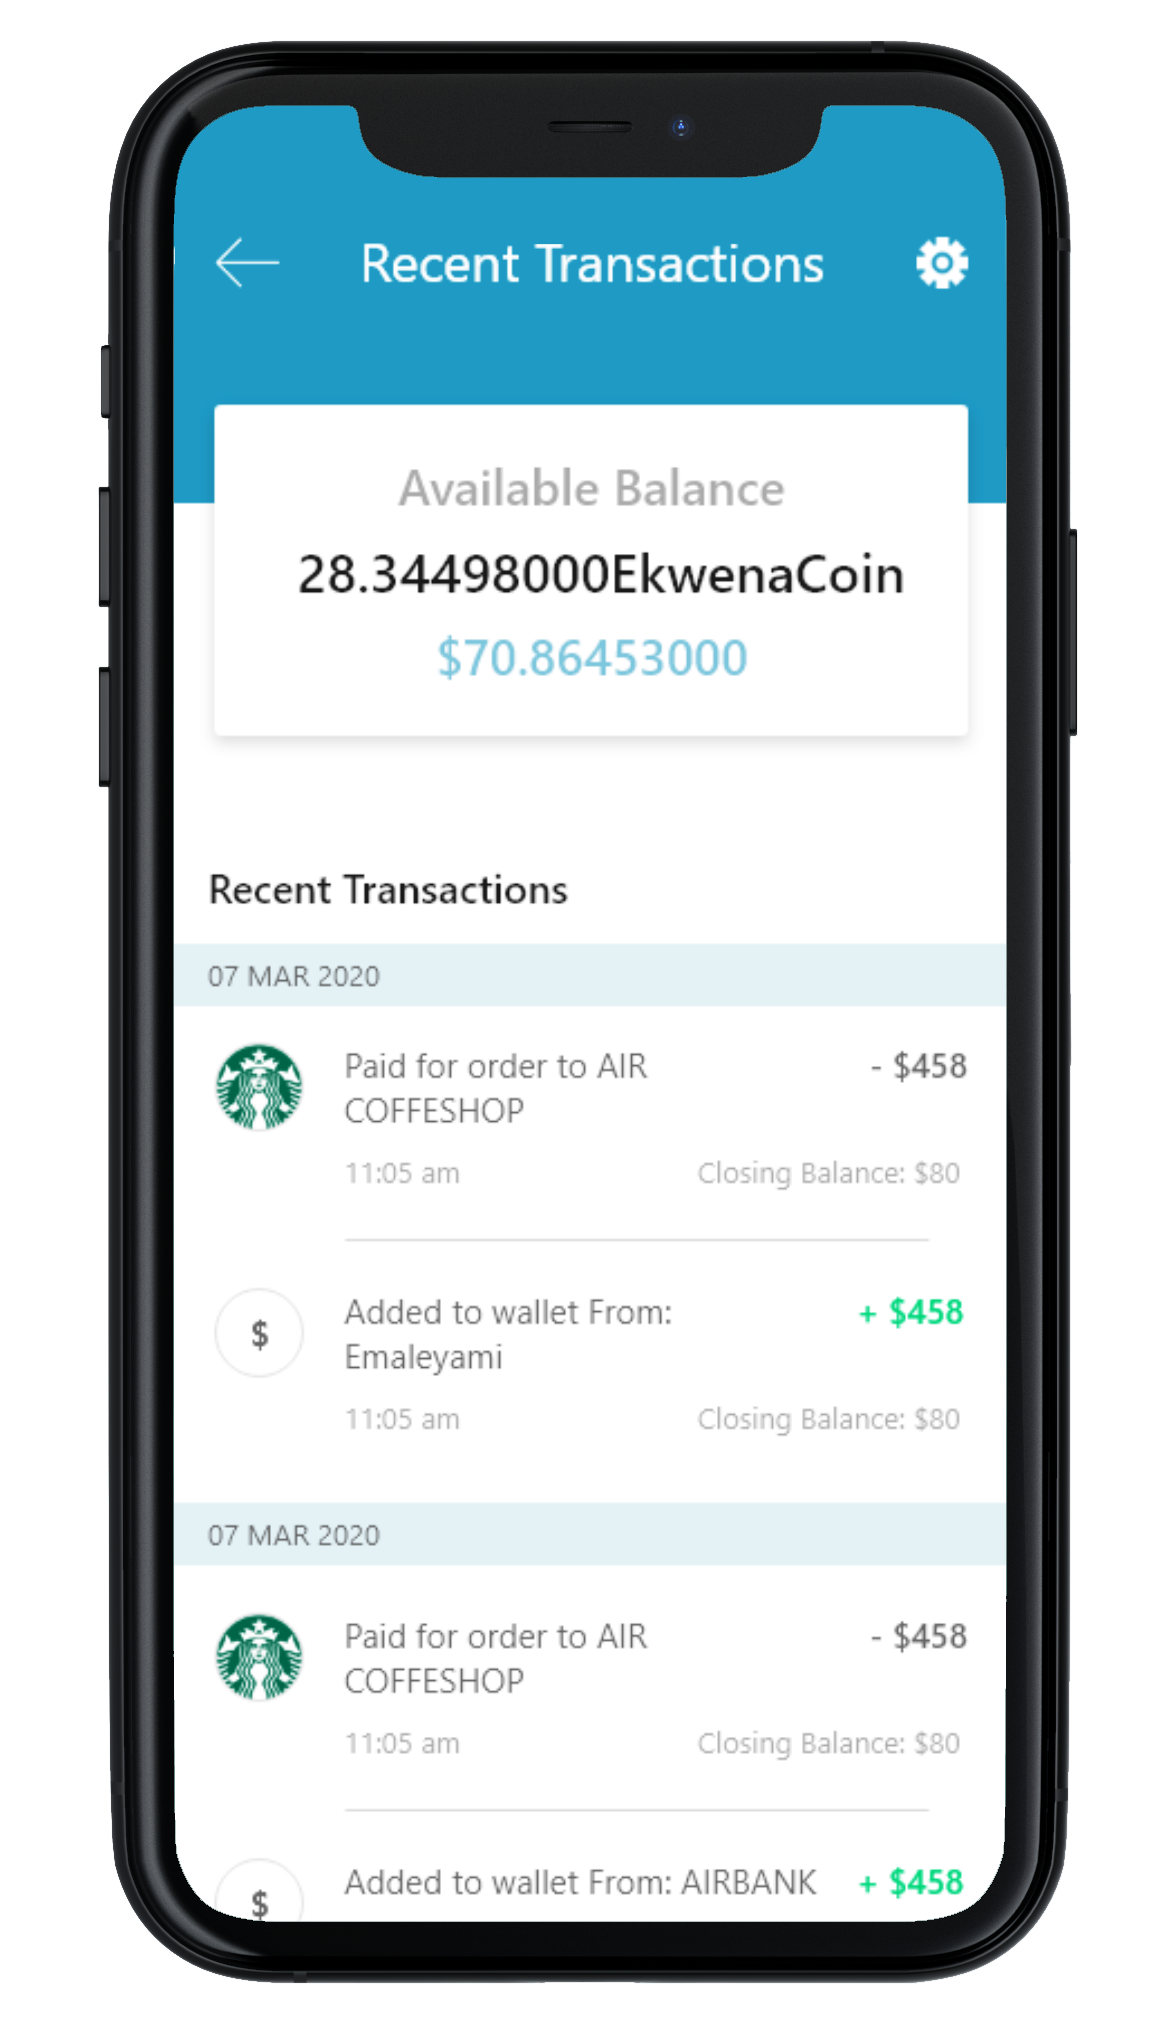 Recent Transactions
Available Balance
28.34498000EkwenaCoin
$70.86453000
Recent Transactions
07 MAR 2020
Paid for order to AIR - $458
COFFESHOP
11:05 am Closing Balance: $80
$ Added to wallet From: + $458
Emaleyami
11:05 am Closing Balance: $80
07 MAR 2020
Paid for order to AIR - $458
COFFESHOP
11:05 am Closing Balance: $80
$ Added to wallet From: AIRBANK + $458